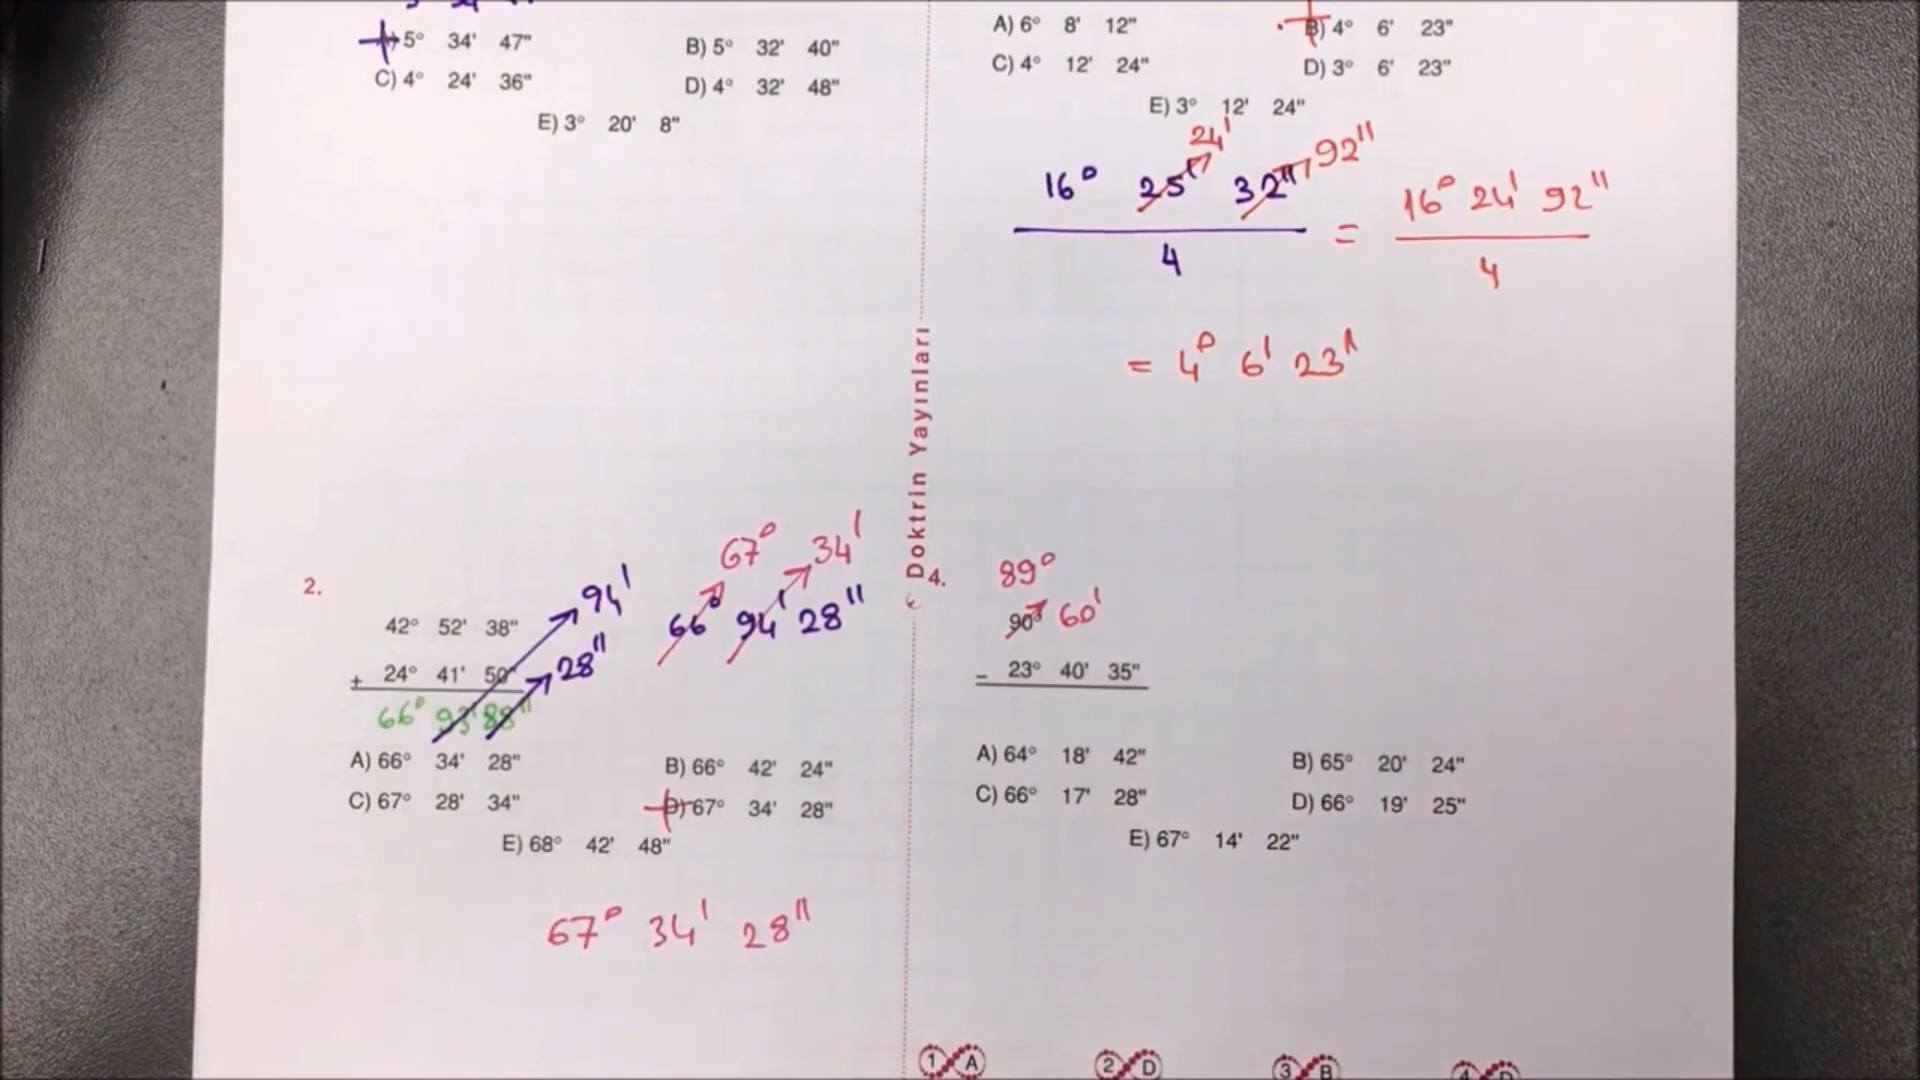 5° 34' 47"
B) 5° 32' 40"
C) 4° 24' 36"
D) 4° 32' 48"
E) 3° 20' 8"
A) 6° 8' 12"
B) 4° 6' 23"
C) 4° 12' 24"
D) 3° 6' 23"
E) 3° 12' 24"
24' 92"
16° 25' 32"
4
= 16° 24' 92"
4
= 4° 6' 23"
Doktrin Yayınları
2.
42° 52' 38"
+ 24° 41' 50"
66° 93' 88"
94'
28"
67° 34'
66° 94' 28"
A) 66° 34' 28"
B) 66° 42' 24"
C) 67° 28' 34"
D) 67° 34' 28"
E) 68° 42' 48"
67° 34' 28"
4.
89°
90° 60'
- 23° 40' 35"
A) 64° 18' 42"
B) 65° 20' 24"
C) 66° 17' 28"
D) 66° 19' 25"
E) 67° 14' 22"
1 A 2 D 3 B 4 D